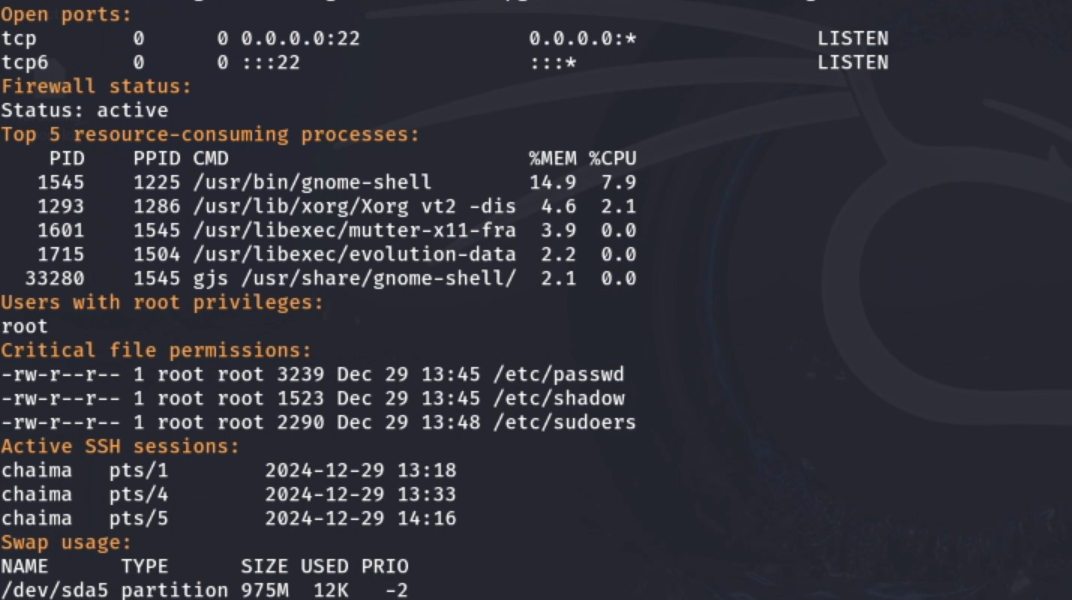 Open ports:
tcp        0      0 0.0.0.0:22              0.0.0.0:*               LISTEN
tcp6       0      0 :::22                   :::*                    LISTEN
Firewall status:
Status: active
Top 5 resource-consuming processes:
    PID    PPID CMD                         %MEM %CPU
   1545    1225 /usr/bin/gnome-shell        14.9  7.9
   1293    1286 /usr/lib/xorg/Xorg vt2 -dis  4.6  2.1
   1601    1545 /usr/libexec/mutter-x11-fra  3.9  0.0
   1715    1504 /usr/libexec/evolution-data  2.2  0.0
  33280    1545 gjs /usr/share/gnome-shell/  2.1  0.0
Users with root privileges:
root
Critical file permissions:
-rw-r--r-- 1 root root 3239 Dec 29 13:45 /etc/passwd
-rw-r--r-- 1 root root 1523 Dec 29 13:45 /etc/shadow
-rw-r--r-- 1 root root 2290 Dec 29 13:48 /etc/sudoers
Active SSH sessions:
chaima   pts/1        2024-12-29 13:18
chaima   pts/4        2024-12-29 13:33
chaima   pts/5        2024-12-29 14:16
Swap usage:
NAME      TYPE      SIZE USED PRIO
/dev/sda5 partition 975M  12K   -2